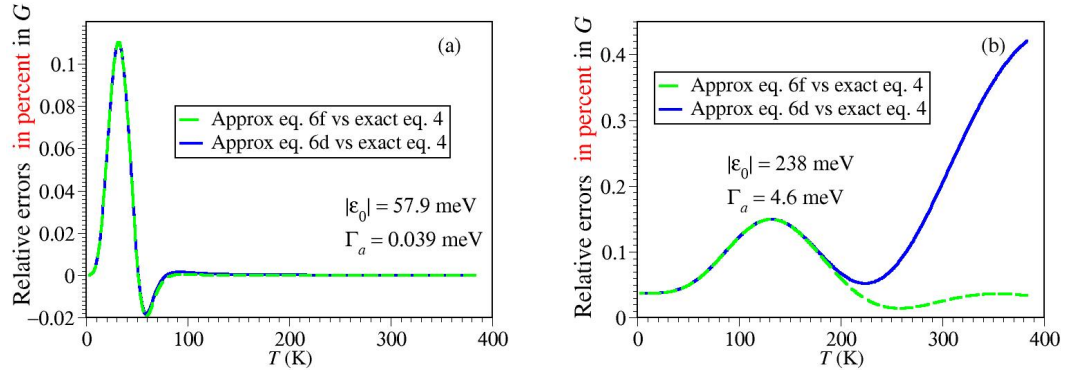 Relative errors in percent in G
0.1
0.08
0.06
0.04
0.02
0
−0.02
(a)
Approx eq. 6f vs exact eq. 4
Approx eq. 6d vs exact eq. 4
|ε₀| = 57.9 meV
Γₐ = 0.039 meV
0 100 200 300 400
T (K)
Relative errors in percent in G
0.4
0.3
0.2
0.1
0
(b)
Approx eq. 6f vs exact eq. 4
Approx eq. 6d vs exact eq. 4
|ε₀| = 238 meV
Γₐ = 4.6 meV
0 100 200 300 400
T (K)